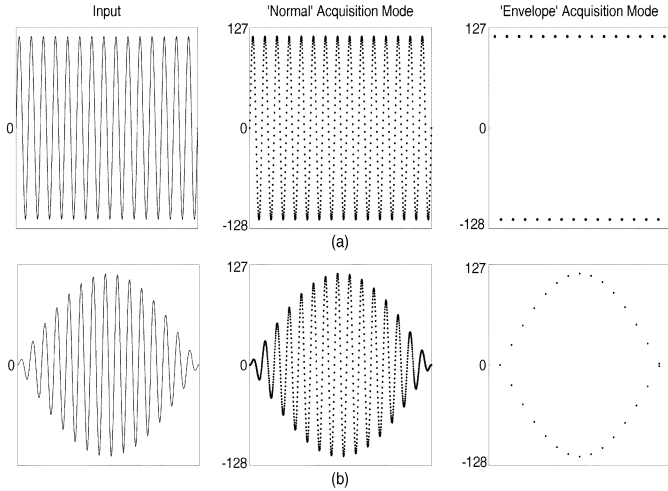 Input
'Normal' Acquisition Mode
'Envelope' Acquisition Mode
127
127
0
0
0
-128
-128
(a)
127
127
0
0
0
-128
-128
(b)